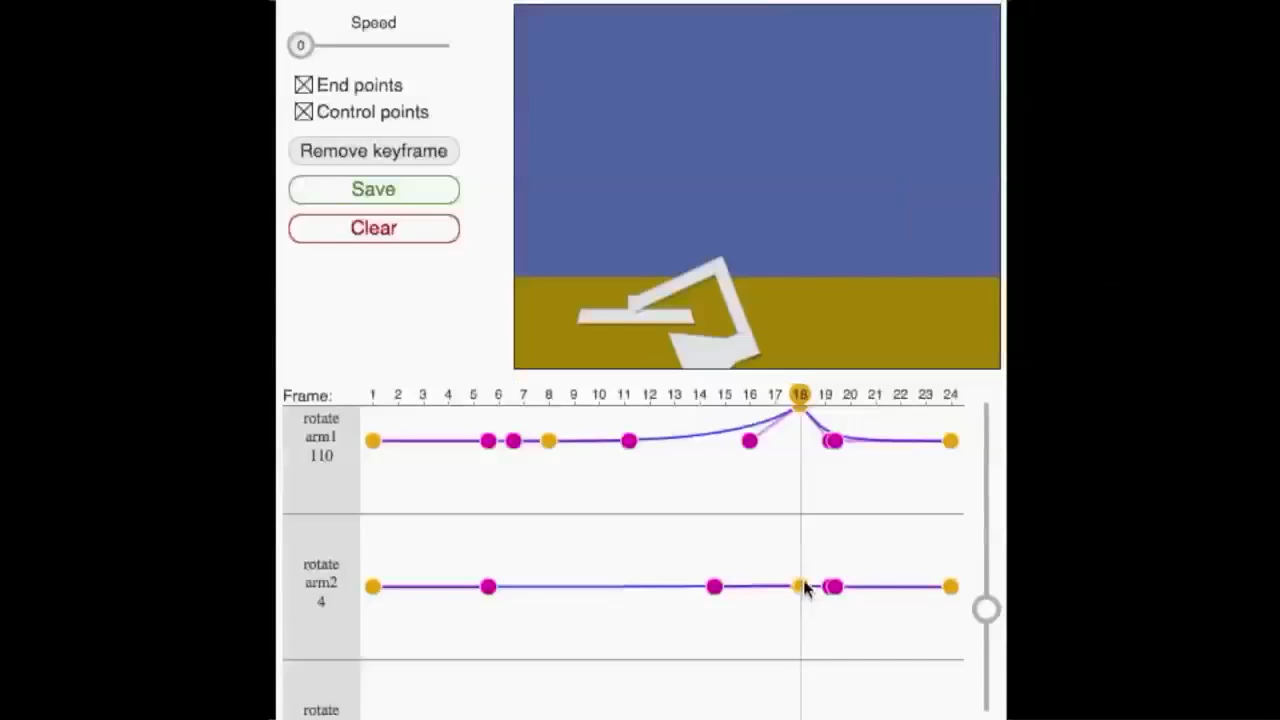 Speed
0
End points
Control points
Remove keyframe
Save
Clear
Frame: 1 2 3 4 5 6 7 8 9 10 11 12 13 14 15 16 17 18 19 20 21 22 23 24
rotate
arm1
110
rotate
arm2
4
rotate